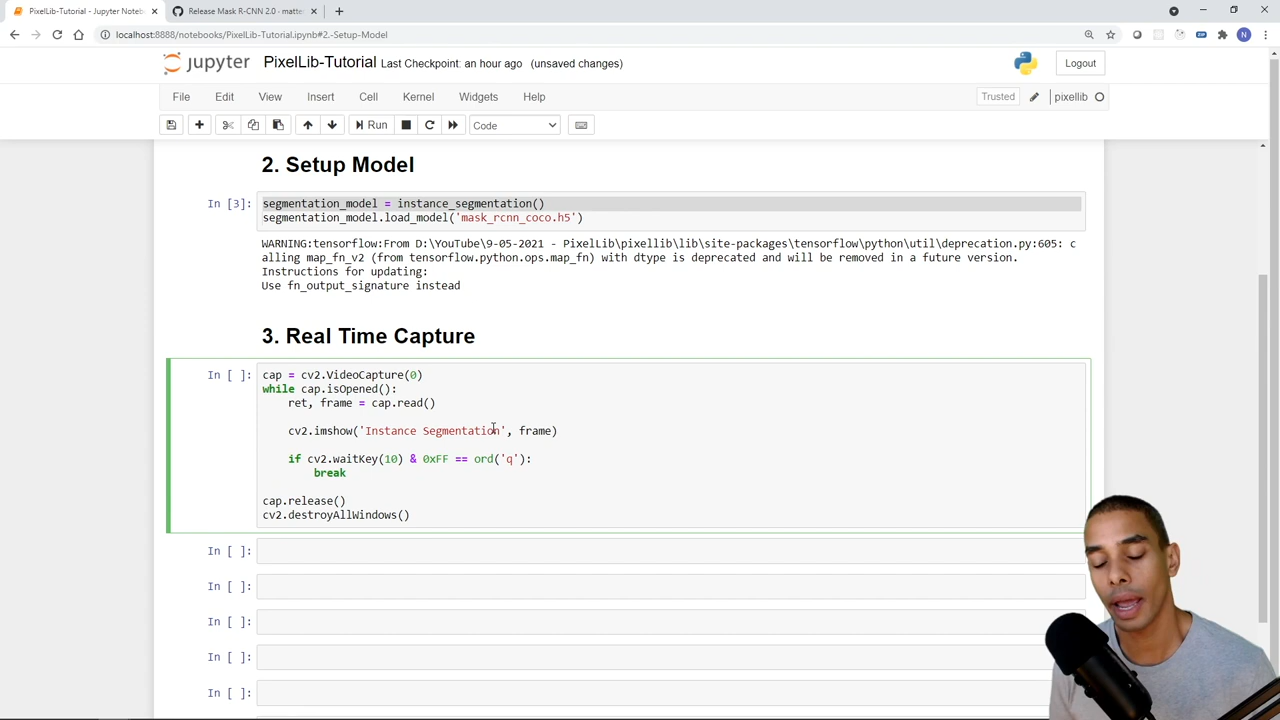 PixelLib-Tutorial - Jupyter Noteb
Release Mask R-CNN 2.0 - matter
localhost:8888/notebooks/PixelLib-Tutorial.ipynb#2.-Setup-Model
N
jupyter PixelLib-Tutorial Last Checkpoint: an hour ago (unsaved changes)
Logout
File Edit View Insert Cell Kernel Widgets Help
Trusted
pixellib
Run
Code
2. Setup Model
In [3]:
segmentation_model = instance_segmentation()
segmentation_model.load_model('mask_rcnn_coco.h5')
WARNING:tensorflow:From D:\YouTube\9-05-2021 - PixelLib\pixellib\lib\site-packages\tensorflow\python\util\deprecation.py:605: c
alling map_fn_v2 (from tensorflow.python.ops.map_fn) with dtype is deprecated and will be removed in a future version.
Instructions for updating:
Use fn_output_signature instead
3. Real Time Capture
In [ ]:
cap = cv2.VideoCapture(0)
while cap.isOpened():
    ret, frame = cap.read()
    cv2.imshow('Instance Segmentation', frame)
    if cv2.waitKey(10) & 0xFF == ord('q'):
        break
cap.release()
cv2.destroyAllWindows()
In [ ]:
In [ ]:
In [ ]:
In [ ]:
In [ ]: